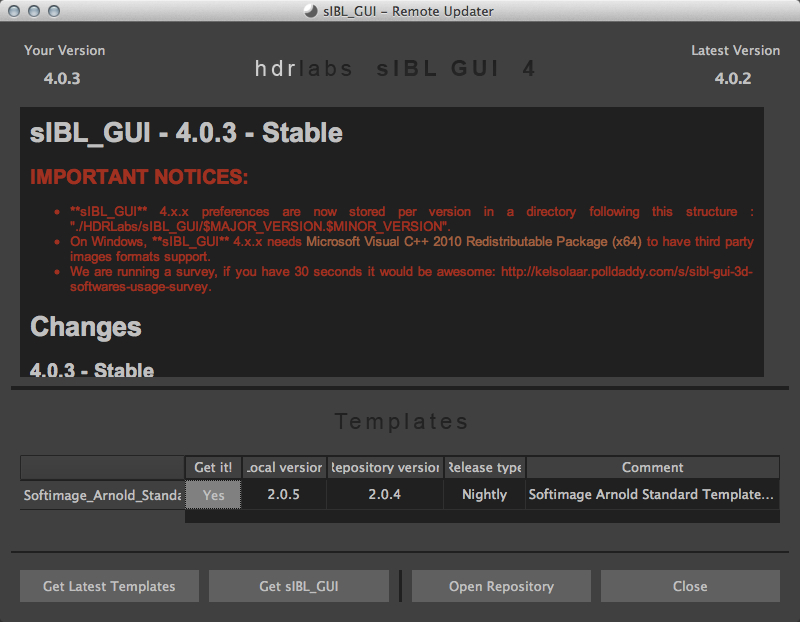 sIBL_GUI – Remote Updater
Your Version
Latest Version
4.0.3
4.0.2
hdrlabs sIBL GUI 4
sIBL_GUI - 4.0.3 - Stable
IMPORTANT NOTICES:
• **sIBL_GUI** 4.x.x preferences are now stored per version in a directory following this structure :
"./HDRLabs/sIBL_GUI/$MAJOR_VERSION.$MINOR_VERSION".
• On Windows, **sIBL_GUI** 4.x.x needs Microsoft Visual C++ 2010 Redistributable Package (x64) to have third party
images formats support.
• We are running a survey, if you have 30 seconds it would be awesome: http://kelsolaar.polldaddy.com/s/sibl-gui-3d-
softwares-usage-survey.
Changes
4.0.3 - Stable
Templates
Get it! ocal version Repository version Release type Comment
Softimage_Arnold_Standa Yes 2.0.5 2.0.4 Nightly Softimage Arnold Standard Template...
Get Latest Templates Get sIBL_GUI Open Repository Close